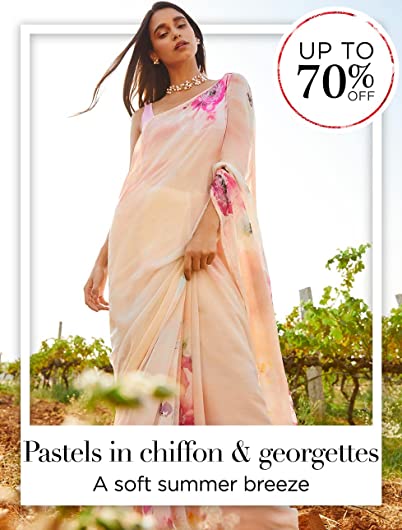 UP TO
70%
OFF
Pastels in chiffon & georgettes
A soft summer breeze